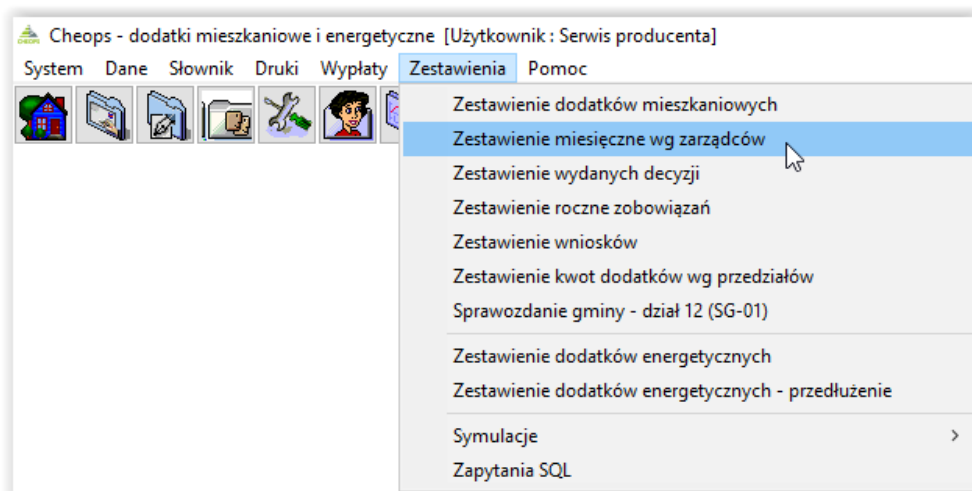 CHEOPS Cheops - dodatki mieszkaniowe i energetyczne [Użytkownik : Serwis producenta]
System Dane Słownik Druki Wypłaty Zestawienia Pomoc
Zestawienie dodatków mieszkaniowych
Zestawienie miesięczne wg zarządców
Zestawienie wydanych decyzji
Zestawienie roczne zobowiązań
Zestawienie wniosków
Zestawienie kwot dodatków wg przedziałów
Sprawozdanie gminy - dział 12 (SG-01)
Zestawienie dodatków energetycznych
Zestawienie dodatków energetycznych - przedłużenie
Symulacje
Zapytania SQL